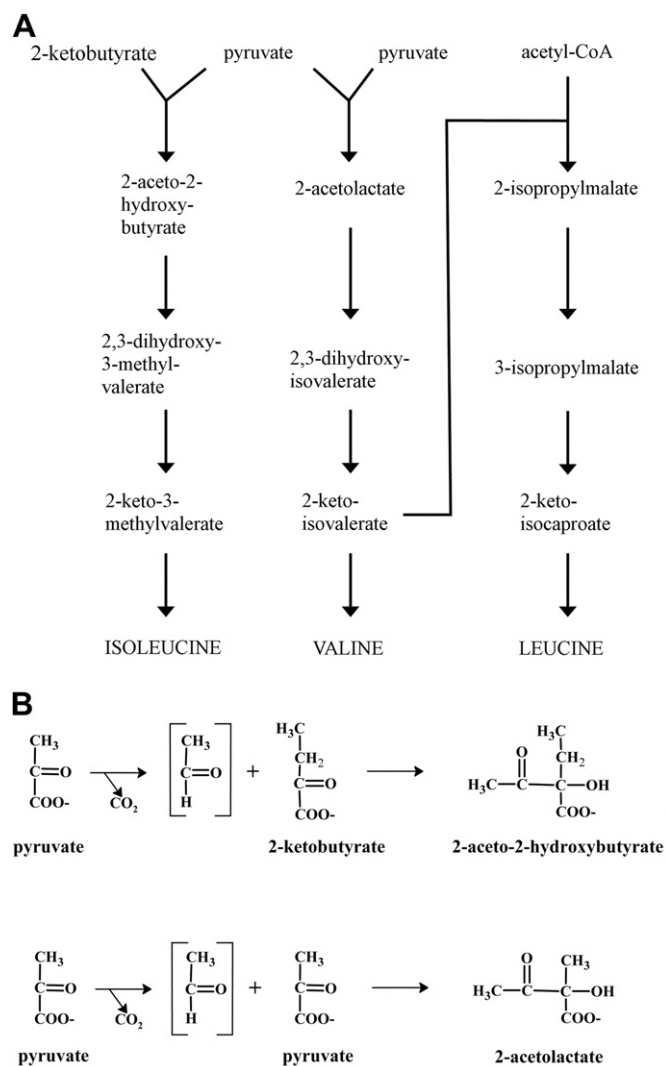 A
2-ketobutyrate pyruvate pyruvate acetyl-CoA
2-aceto-2-
hydroxy-
butyrate
2-acetolactate
2-isopropylmalate
2,3-dihydroxy-
3-methyl-
valerate
2,3-dihydroxy-
isovalerate
3-isopropylmalate
2-keto-3-
methylvalerate
2-keto-
isovalerate
2-keto-
isocaproate
ISOLEUCINE VALINE LEUCINE
B
CH₃
C=O
COO-
pyruvate
CO₂
CH₃
C=O
H
+
H₃C
CH₂
C=O
COO-
2-ketobutyrate
H₃C
O CH₂
H₃C-C-C-OH
COO-
2-aceto-2-hydroxybutyrate
CH₃
C=O
COO-
pyruvate
CO₂
CH₃
C=O
H
+
CH₃
C=O
COO-
pyruvate
O CH₃
H₃C-C-C-OH
COO-
2-acetolactate